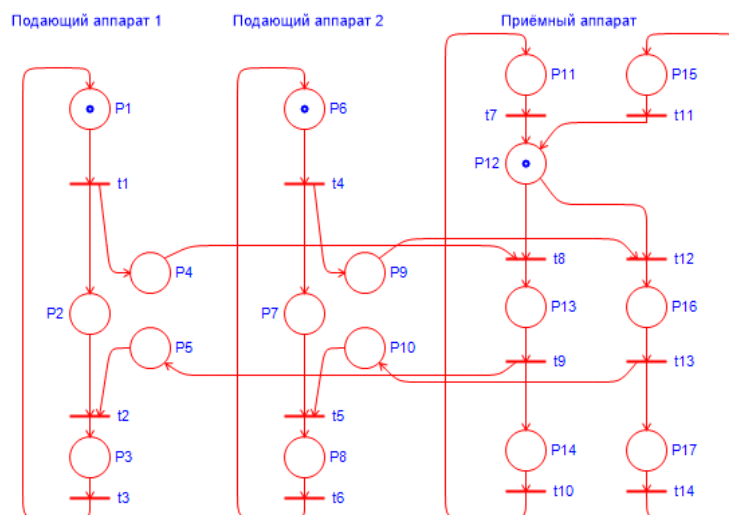 Подающий аппарат 1 Подающий аппарат 2 Приёмный аппарат
P1 P6 P11 P15
t7 t11
P12
t1 t4
P4 P9 t8 t12
P2 P7 P13 P16
P5 P10 t9 t13
t2 t5
P3 P8 P14 P17
t3 t6 t10 t14